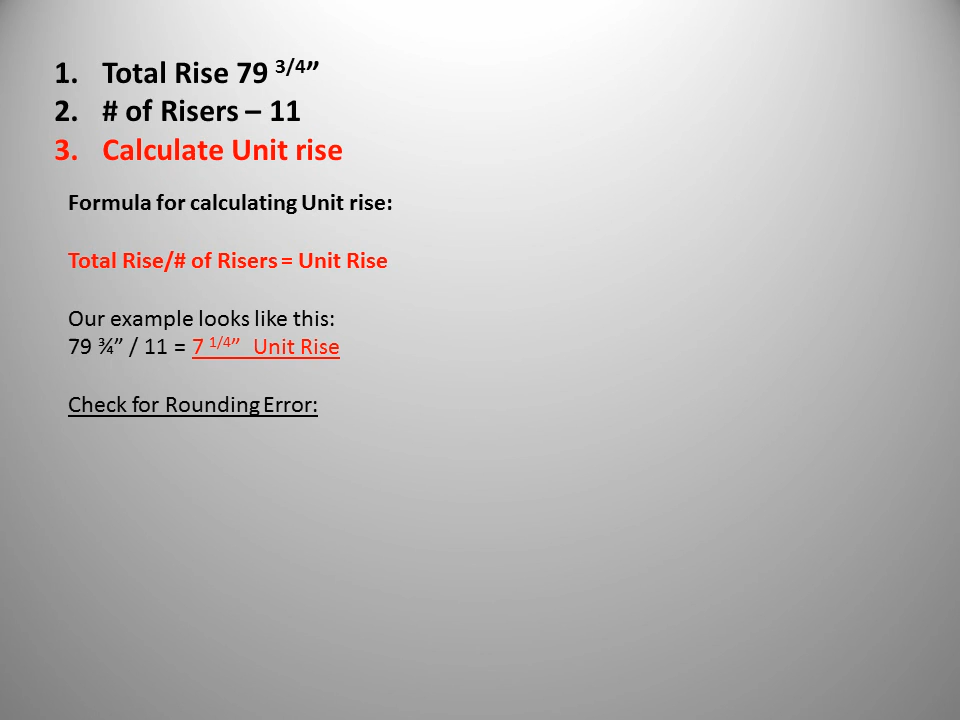 1. Total Rise 79 3/4”
2. # of Risers – 11
3. Calculate Unit rise
Formula for calculating Unit rise:
Total Rise/# of Risers = Unit Rise
Our example looks like this:
79 ¾” / 11 = 7 1/4” Unit Rise
Check for Rounding Error: